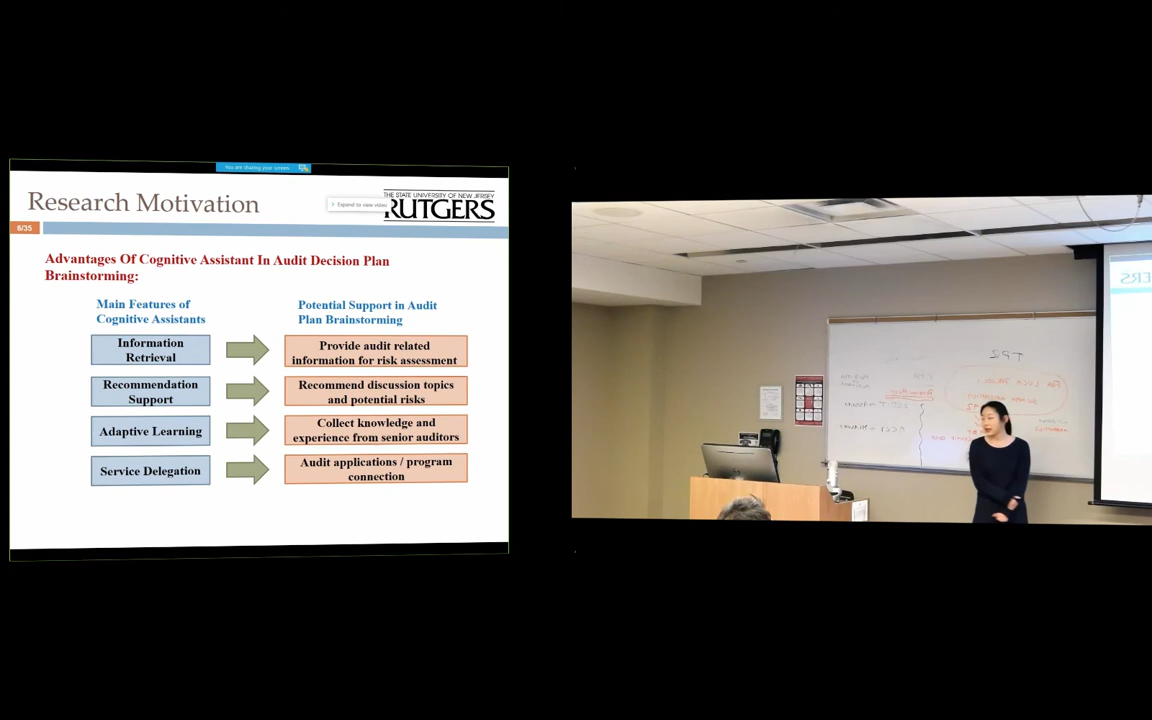 You are sharing your screen
Research Motivation
THE STATE UNIVERSITY OF NEW JERSEY
Expand to view video
RUTGERS
6/35
Advantages Of Cognitive Assistant In Audit Decision Plan
Brainstorming:
Main Features of
Cognitive Assistants
Potential Support in Audit
Plan Brainstorming
Information
Retrieval
Provide audit related
information for risk assessment
Recommendation
Support
Recommend discussion topics
and potential risks
Adaptive Learning
Collect knowledge and
experience from senior auditors
Service Delegation
Audit applications / program
connection